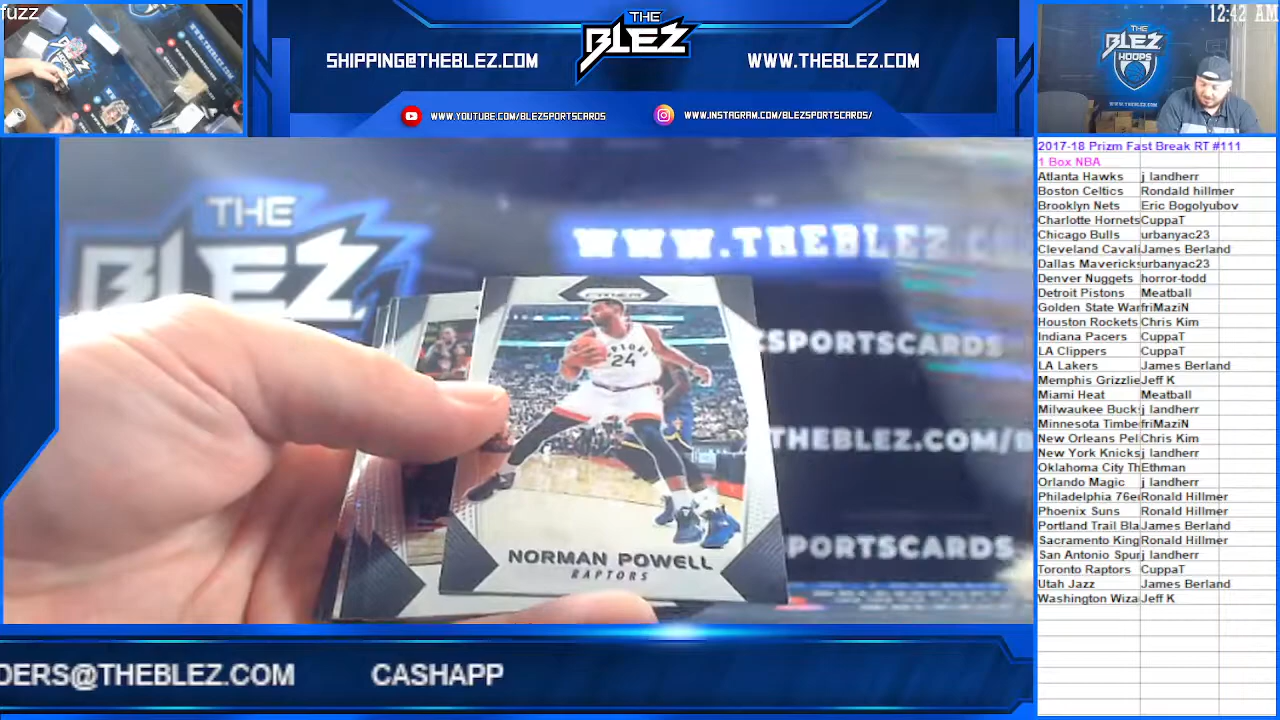 fuzz
SHIPPING@THEBLEZ.COM
THE
BLEZ
WWW.THEBLEZ.COM
WWW.YOUTUBE.COM/BLEZSPORTSCARDS
WWW.INSTAGRAM.COM/BLEZSPORTSCARDS/
12:42 AM
THE
BLEZ
HOOPS
WWW.THEBLEZ.COM
2017-18 Prizm Fast Break RT #111
1 Box NBA
Atlanta Hawks j landherr
Boston Celtics Rondald hillmer
Brooklyn Nets Eric Bogolyubov
Charlotte Hornets CuppaT
Chicago Bulls urbanyac23
Cleveland Cavali James Berland
Dallas Mavericks urbanyac23
Denver Nuggets horror-todd
Detroit Pistons Meatball
Golden State War friMaziN
Houston Rockets Chris Kim
Indiana Pacers CuppaT
LA Clippers CuppaT
LA Lakers James Berland
Memphis Grizzlie Jeff K
Miami Heat Meatball
Milwaukee Buck j landherr
Minnesota Timbe friMaziN
New Orleans Pel Chris Kim
New York Knicks j landherr
Oklahoma City Th Ethman
Orlando Magic j landherr
Philadelphia 76e Ronald Hillmer
Phoenix Suns Ronald Hillmer
Portland Trail Bla James Berland
Sacramento King Ronald Hillmer
San Antonio Spur j landherr
Toronto Raptors CuppaT
Utah Jazz James Berland
Washington Wiza Jeff K
THE
BLEZ
WWW.THEBLEZ.C
ZSPORTSCARDS
THEBLEZ.COM/B
SPORTSCARDS
PRIZM
RAPTORS
24
NORMAN POWELL
RAPTORS
DERS@THEBLEZ.COM CASHAPP